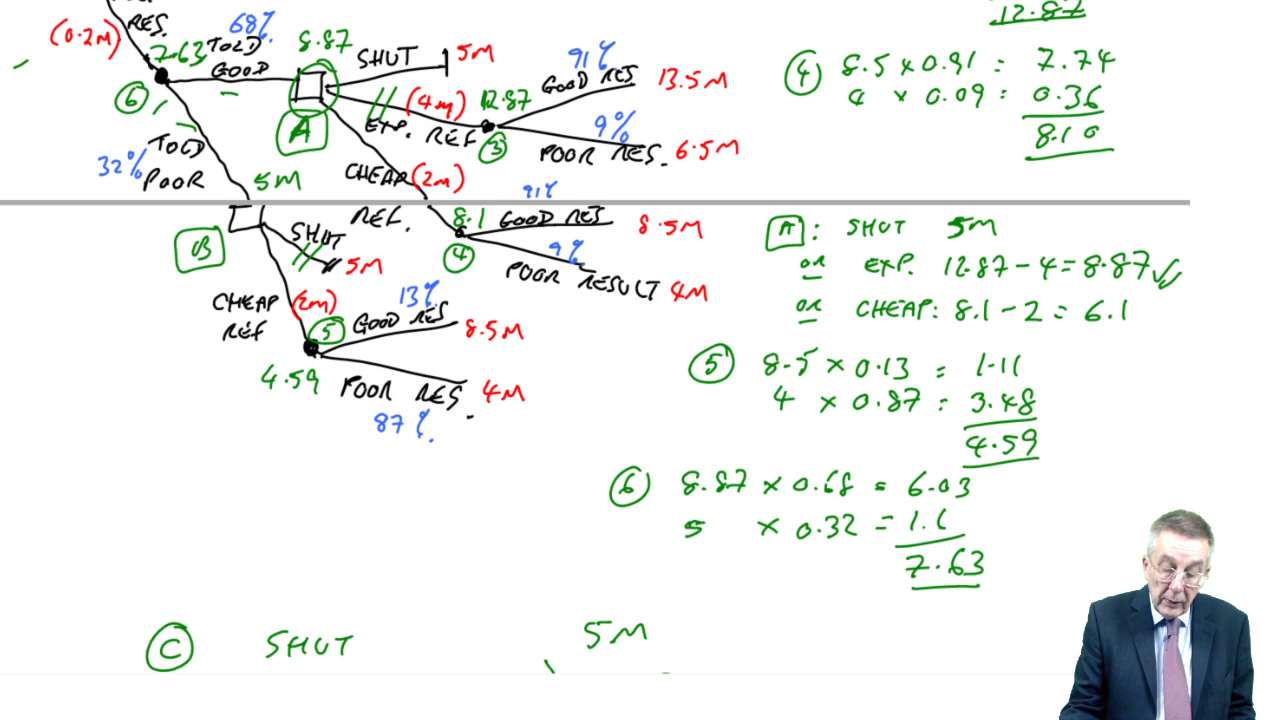 12.87
RES.
68%
(0.2M)
7.63
TOLD GOOD
8.87
SHUT
5M
91%
GOOD RES
13.5M
④ 8.5 x 0.91 = 7.74
4 x 0.09 = 0.36
8.10
⑥
A
EXP. REF
(4m)
12.87
③
9%
POOR RES.
6.5M
32%
TOLD POOR
5M
CHEAP REF.
(2m)
91%
8.1
GOOD RES
8.5M
④
9%
POOR RESULT
4M
B
SHUT
5M
A : SHUT 5M
OR EXP. 12.87 - 4 = 8.87 ✓
OR CHEAP: 8.1 - 2 = 6.1
CHEAP REF
(2m)
13%
⑤
GOOD RES
8.5M
4.59
POOR RES.
4M
87%.
⑤ 8.5 x 0.13 = 1.11
4 x 0.87 = 3.48
4.59
⑥ 8.87 x 0.68 = 6.03
5 x 0.32 = 1.6
7.63
Ⓒ SHUT 5M